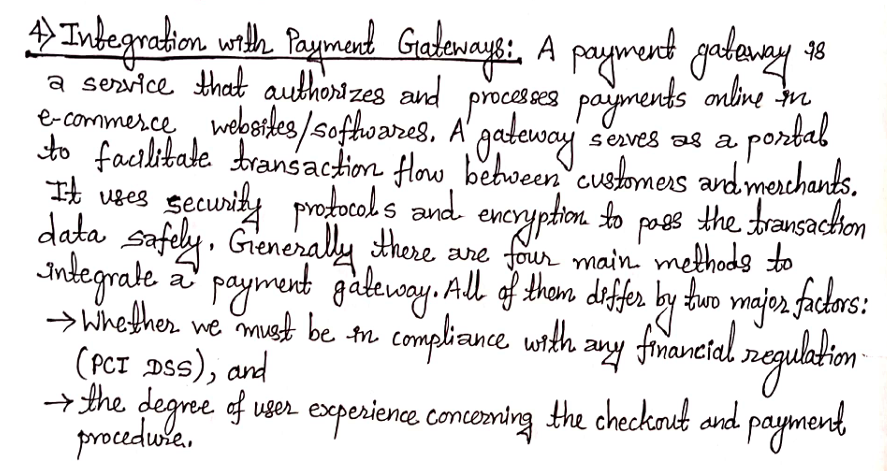 4) Integration with Payment Gateways: A payment gateway is
a service that authorizes and processes payments online in
e-commerce websites/softwares. A gateway serves as a portal
to facilitate transaction flow between customers and merchants.
It uses security protocols and encryption to pass the transaction
data safely. Generally there are four main methods to
integrate a payment gateway. All of them differ by two major factors:
→ Whether we must be in compliance with any financial regulation
(PCI DSS), and
→ the degree of user experience concerning the checkout and payment
procedure.